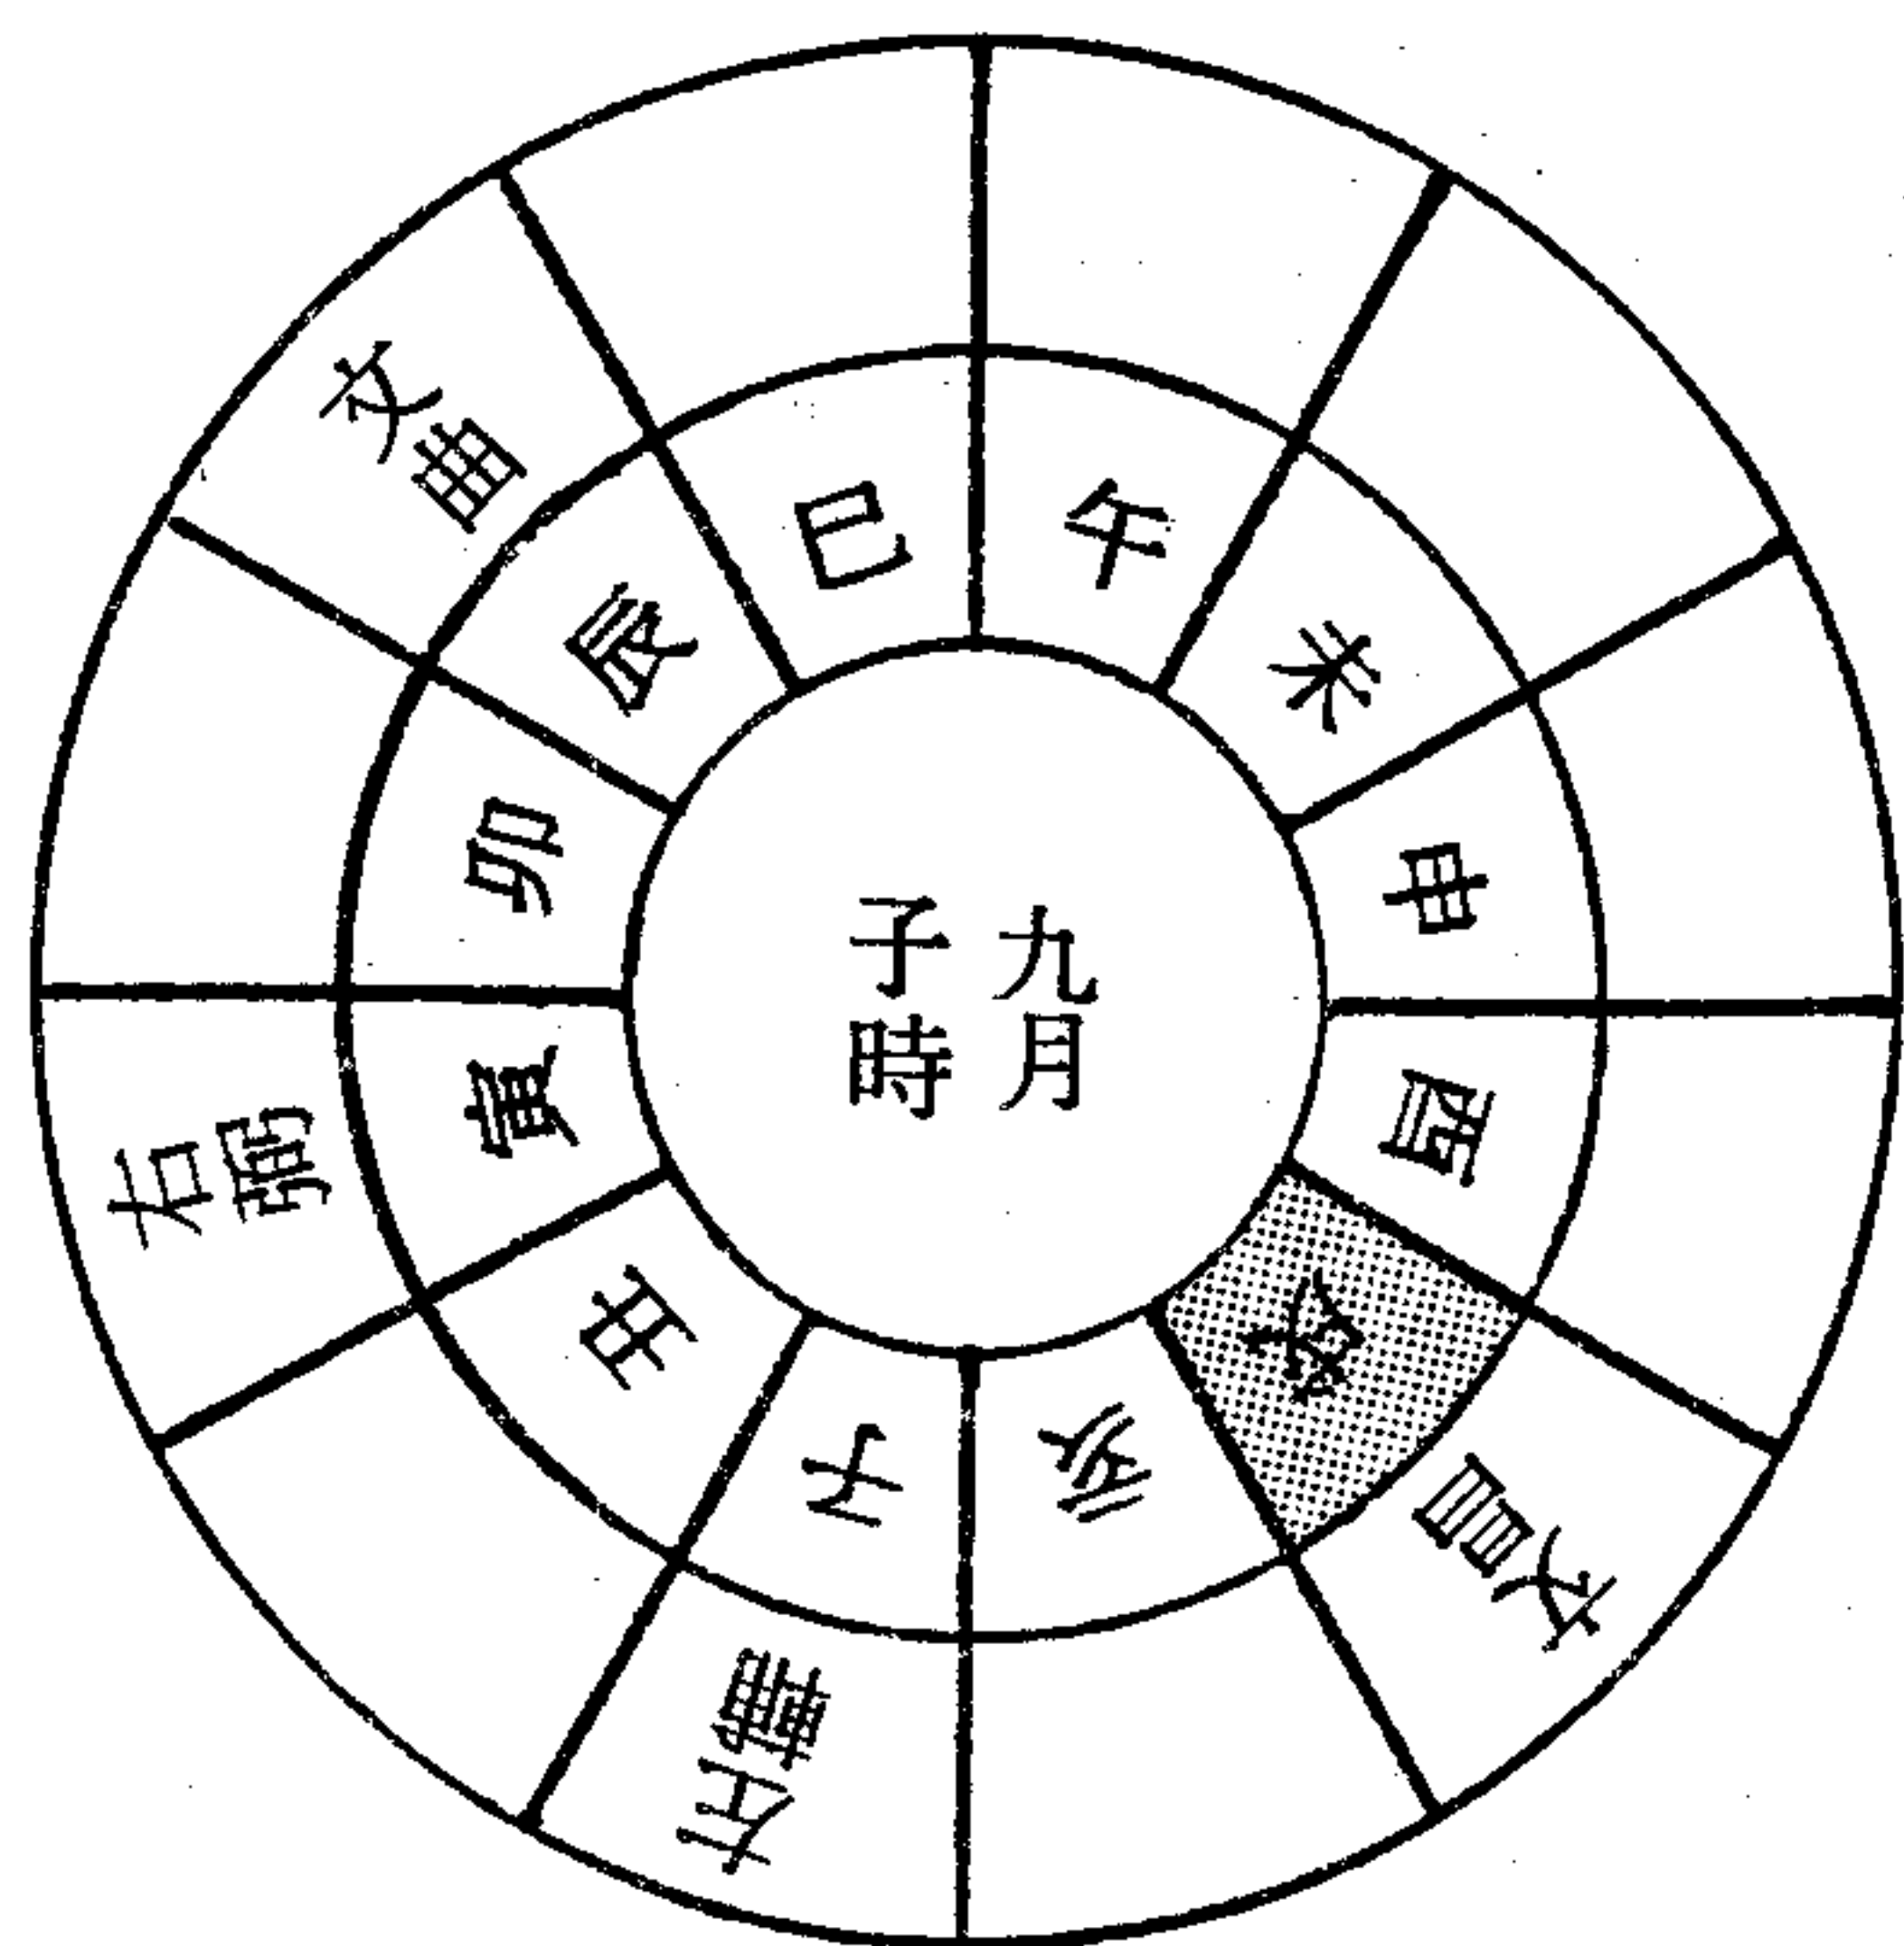 九月
子時
巳
午
未
申
酉
戌
文昌
亥
子
左輔
丑
寅
右弼
卯
辰
文曲